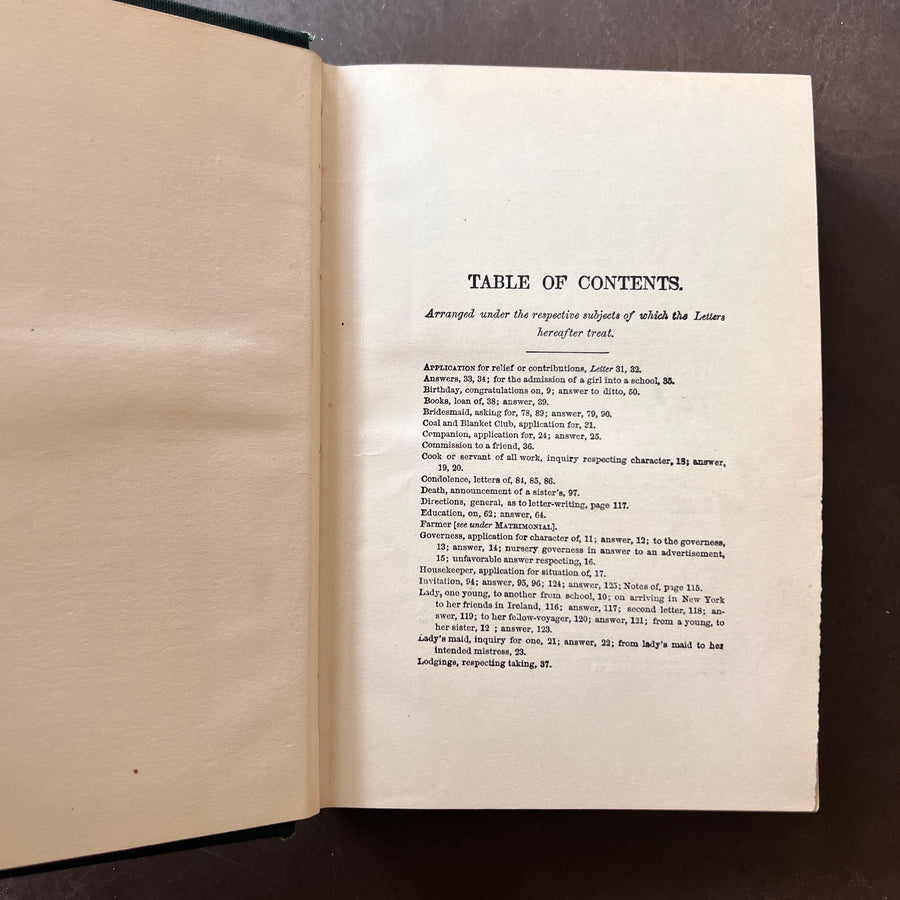 TABLE OF CONTENTS.
Arranged under the respective subjects of which the Letters
hereafter treat.
APPLICATION for relief or contributions, Letter 31, 32.
Answers, 33, 34; for the admission of a girl into a school, 35.
Birthday, congratulations on, 9; answer to ditto, 50.
Books, loan of, 38; answer, 39.
Bridesmaid, asking for, 78, 89; answer, 79, 90.
Coal and Blanket Club, application for, 31.
Companion, application for, 24; answer, 25.
Commission to a friend, 36.
Cook or servant of all work, inquiry respecting character, 18; answer,
19, 20.
Condolence, letters of, 84, 85, 86.
Death, announcement of a sister's, 97.
Directions, general, as to letter-writing, page 117.
Education, on, 62; answer, 64.
Farmer [see under MATRIMONIAL].
Governess, application for character of, 11; answer, 12; to the governess,
13; answer, 14; nursery governess in answer to an advertisement,
15; unfavorable answer respecting, 16.
Housekeeper, application for situation of, 17.
Invitation, 94; answer, 95, 96; 124; answer, 125; Notes of, page 115.
Lady, one young, to another from school, 10; on arriving in New York
to her friends in Ireland, 116; answer, 117; second letter, 118; an-
swer, 119; to her fellow-voyager, 120; answer, 121; from a young, to
her sister, 12 ; answer, 123.
Lady's maid, inquiry for one, 21; answer, 22; from lady's maid to her
intended mistress, 23.
Lodgings, respecting taking, 37.